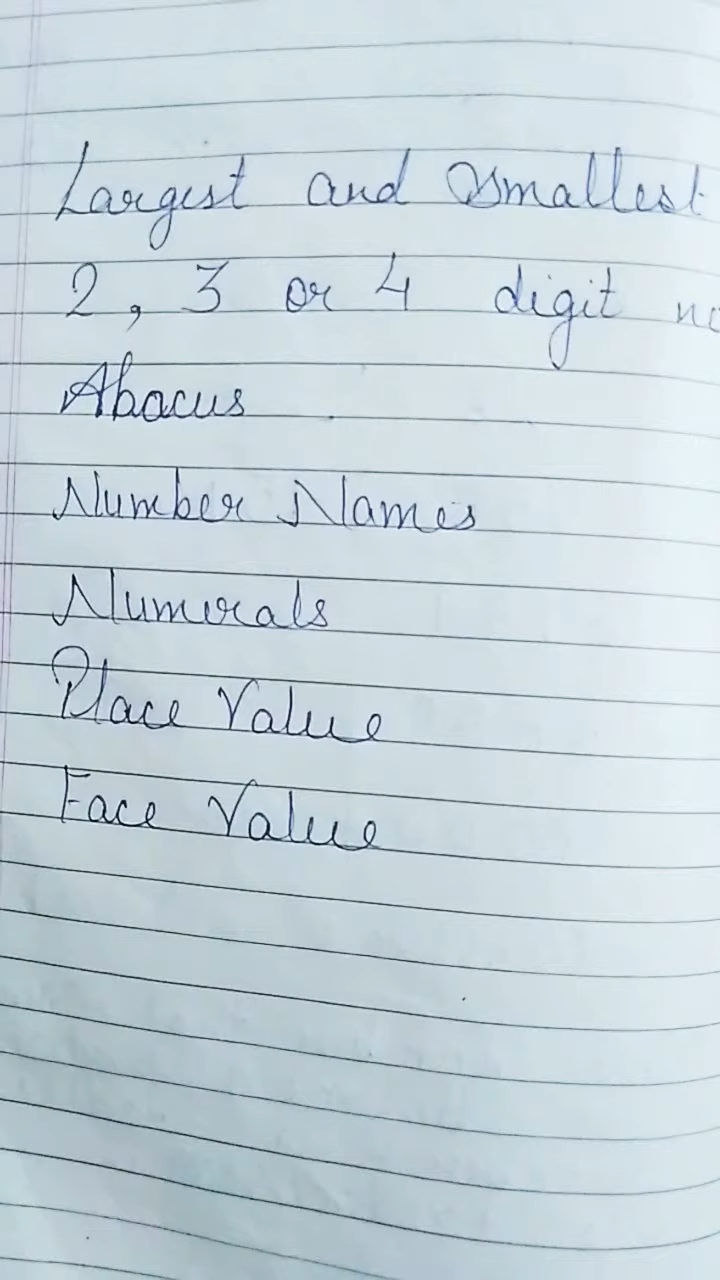 Largest and Smallest
2, 3 or 4 digit
Abacus
Number Names
Numerals
Place Value
Face Value